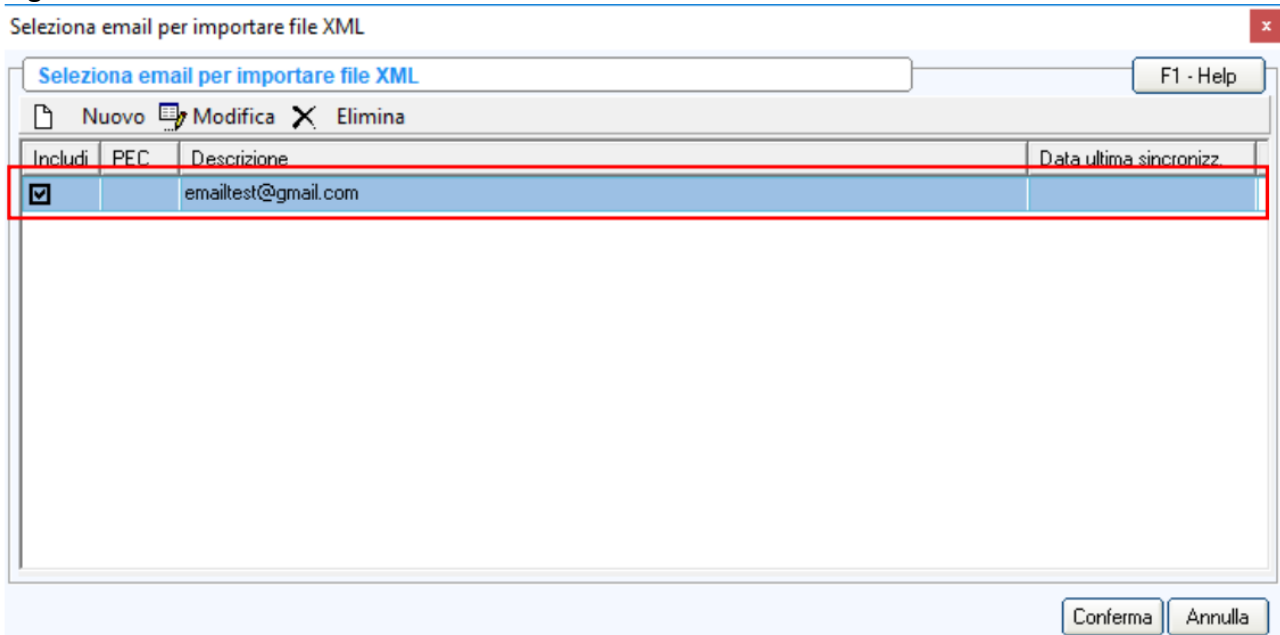 Seleziona email per importare file XML
x
Seleziona email per importare file XML
F1 - Help
Nuovo Modifica Elimina
Includi PEC Descrizione Data ultima sincronizz.
emailtest@gmail.com
Conferma Annulla